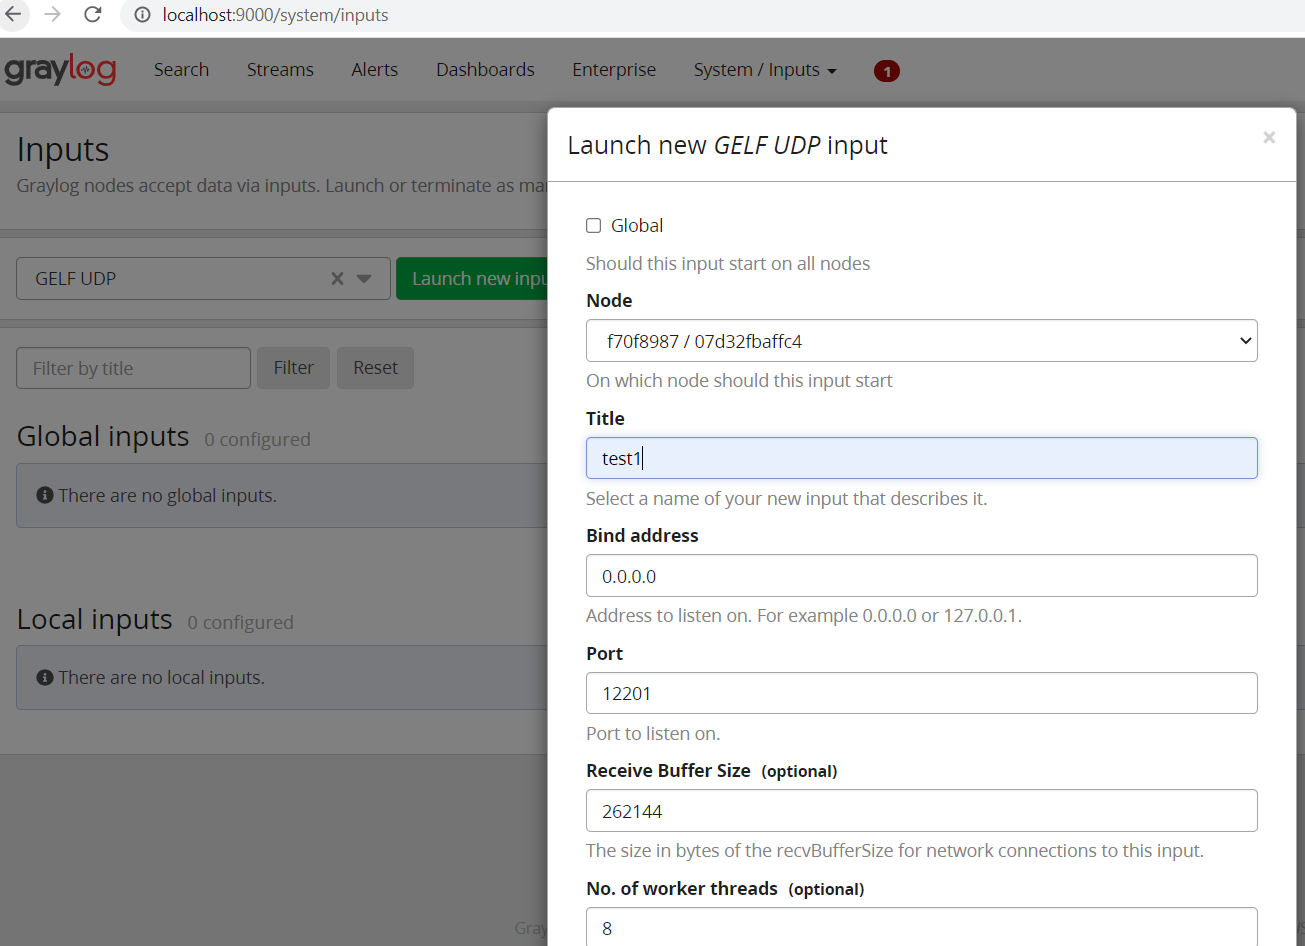 localhost:9000/system/inputs
graylog Search Streams Alerts Dashboards Enterprise System / Inputs 1
Inputs
Graylog nodes accept data via inputs. Launch or terminate as
GELF UDP Launch new
Filter by title Filter Reset
Global inputs 0 configured
There are no global inputs.
Local inputs 0 configured
There are no local inputs.
Launch new GELF UDP input ×
Global
Should this input start on all nodes
Node
f70f8987 / 07d32fbaffc4
On which node should this input start
Title
test1
Select a name of your new input that describes it.
Bind address
0.0.0.0
Address to listen on. For example 0.0.0.0 or 127.0.0.1.
Port
12201
Port to listen on.
Receive Buffer Size (optional)
262144
The size in bytes of the recvBufferSize for network connections to this input.
No. of worker threads (optional)
8